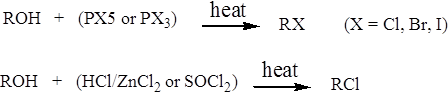 ROH + (PX5 or PX₃) heat RX (X = Cl, Br, I)
ROH + (HCl/ZnCl₂ or SOCl₂) heat RCl